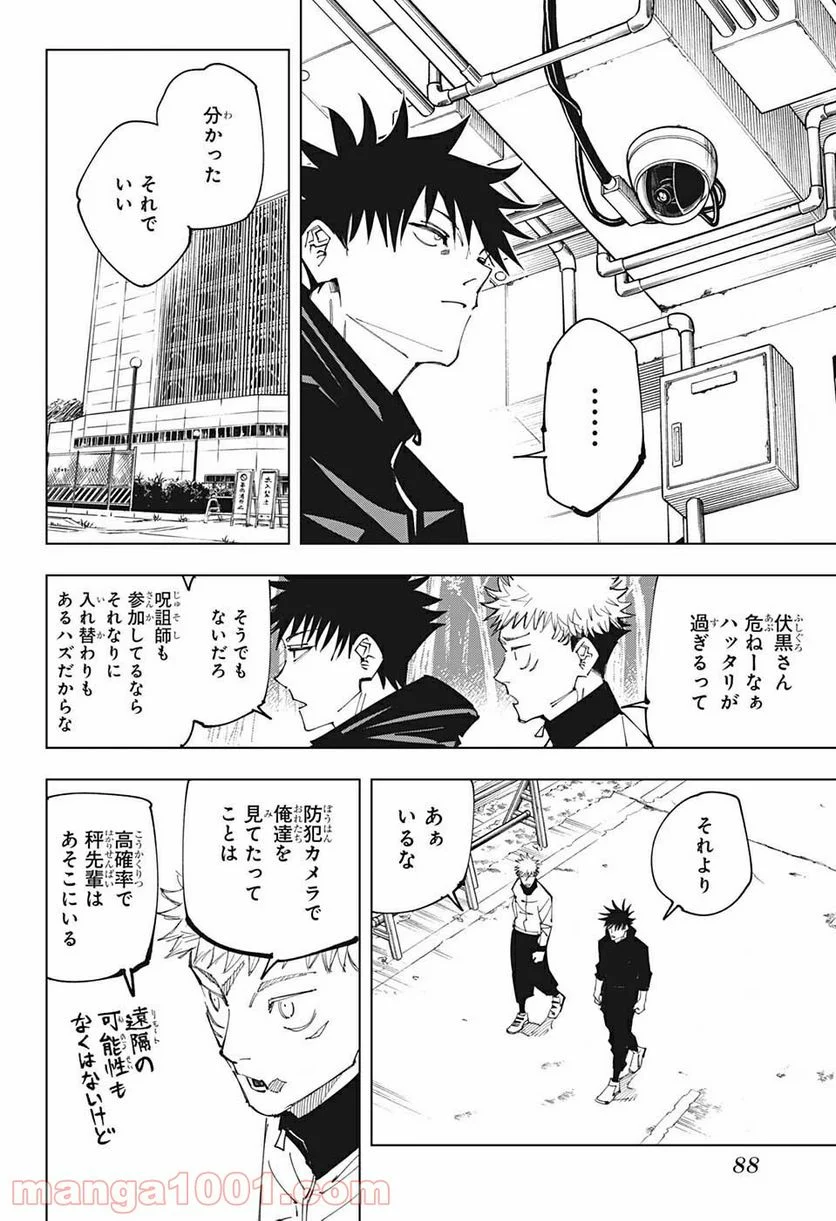 ・・・・・・
分かった
それで
いい
伏黒さん
危ねーなぁ
ハッタリが
過ぎるって
そうでも
ないだろ
呪詛師も
参加してるなら
それなりに
入れ替わりも
あるハズだからな
それより
あぁ
いるな
防犯カメラで
俺達を
見てたって
ことは
高確率で
秤先輩は
あそこにいる
遠隔の
可能性も
なくはないけど
88
manga1001.com